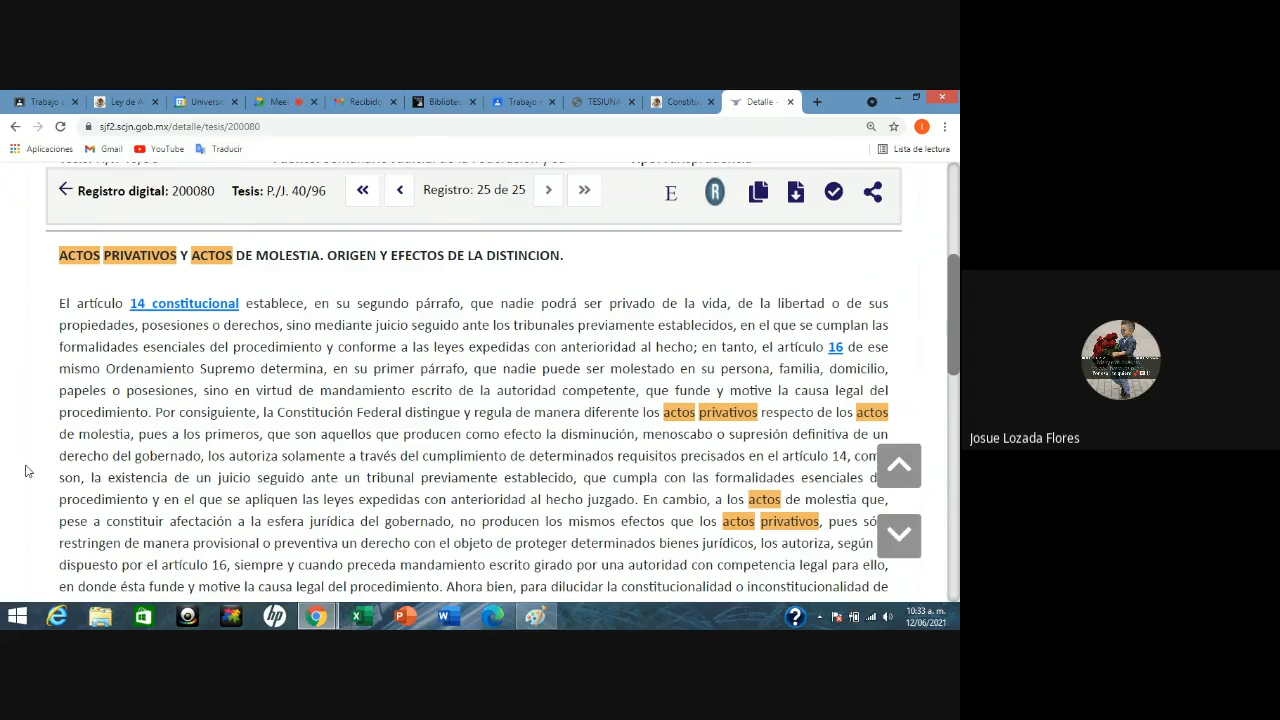 Trabajo e
Ley de A
Universi
Mee
Recibido
Bibliotec
Trabajo e
TESIUNA
Constitu
Detalle -
sjf2.scjn.gob.mx/detalle/tesis/200080
I
Aplicaciones
Gmail
YouTube
Traducir
Lista de lectura
Registro digital: 200080 Tesis: P./J. 40/96
Registro: 25 de 25
E
R
ACTOS PRIVATIVOS Y ACTOS DE MOLESTIA. ORIGEN Y EFECTOS DE LA DISTINCION.
El artículo 14 constitucional establece, en su segundo párrafo, que nadie podrá ser privado de la vida, de la libertad o de sus
propiedades, posesiones o derechos, sino mediante juicio seguido ante los tribunales previamente establecidos, en el que se cumplan las
formalidades esenciales del procedimiento y conforme a las leyes expedidas con anterioridad al hecho; en tanto, el artículo 16 de ese
mismo Ordenamiento Supremo determina, en su primer párrafo, que nadie puede ser molestado en su persona, familia, domicilio,
papeles o posesiones, sino en virtud de mandamiento escrito de la autoridad competente, que funde y motive la causa legal del
procedimiento. Por consiguiente, la Constitución Federal distingue y regula de manera diferente los actos privativos respecto de los actos
de molestia, pues a los primeros, que son aquellos que producen como efecto la disminución, menoscabo o supresión definitiva de un
derecho del gobernado, los autoriza solamente a través del cumplimiento de determinados requisitos precisados en el artículo 14, com
son, la existencia de un juicio seguido ante un tribunal previamente establecido, que cumpla con las formalidades esenciales d
procedimiento y en el que se apliquen las leyes expedidas con anterioridad al hecho juzgado. En cambio, a los actos de molestia que,
pese a constituir afectación a la esfera jurídica del gobernado, no producen los mismos efectos que los actos privativos, pues só
restringen de manera provisional o preventiva un derecho con el objeto de proteger determinados bienes jurídicos, los autoriza, según
dispuesto por el artículo 16, siempre y cuando preceda mandamiento escrito girado por una autoridad con competencia legal para ello,
en donde ésta funde y motive la causa legal del procedimiento. Ahora bien, para dilucidar la constitucionalidad o inconstitucionalidad de
10:33 a. m.
12/06/2021
Josue Lozada Flores